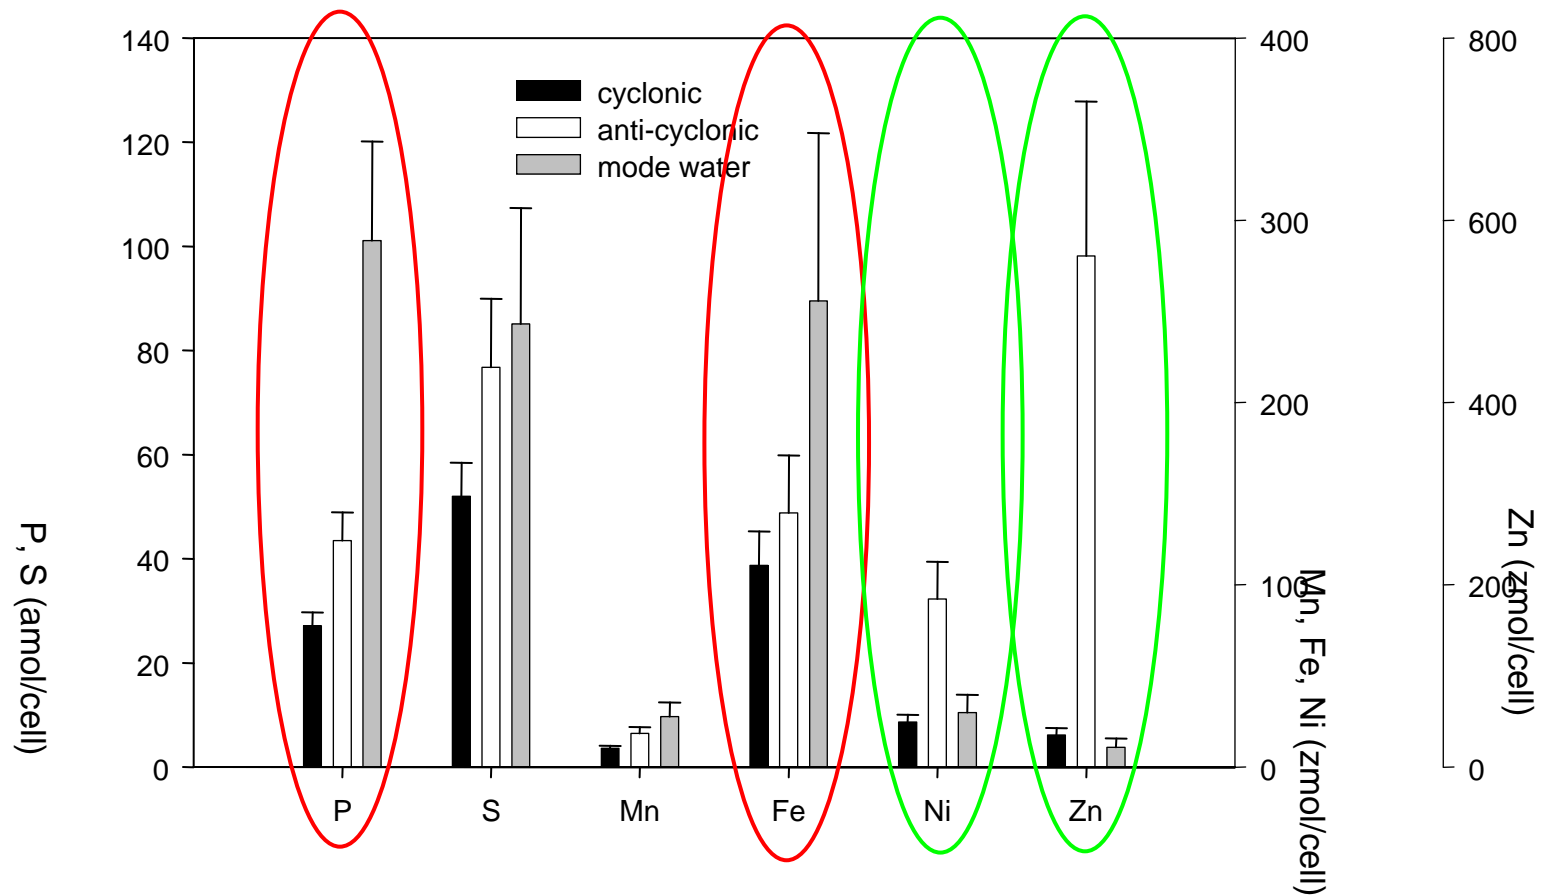 140
120
100
80
60
40
20
0
P, S (amol/cell)
cyclonic
anti-cyclonic
mode water
P
S
Mn
Fe
Ni
Zn
400
300
200
100
0
Mn, Fe, Ni (zmol/cell)
800
600
400
200
0
Zn (zmol/cell)